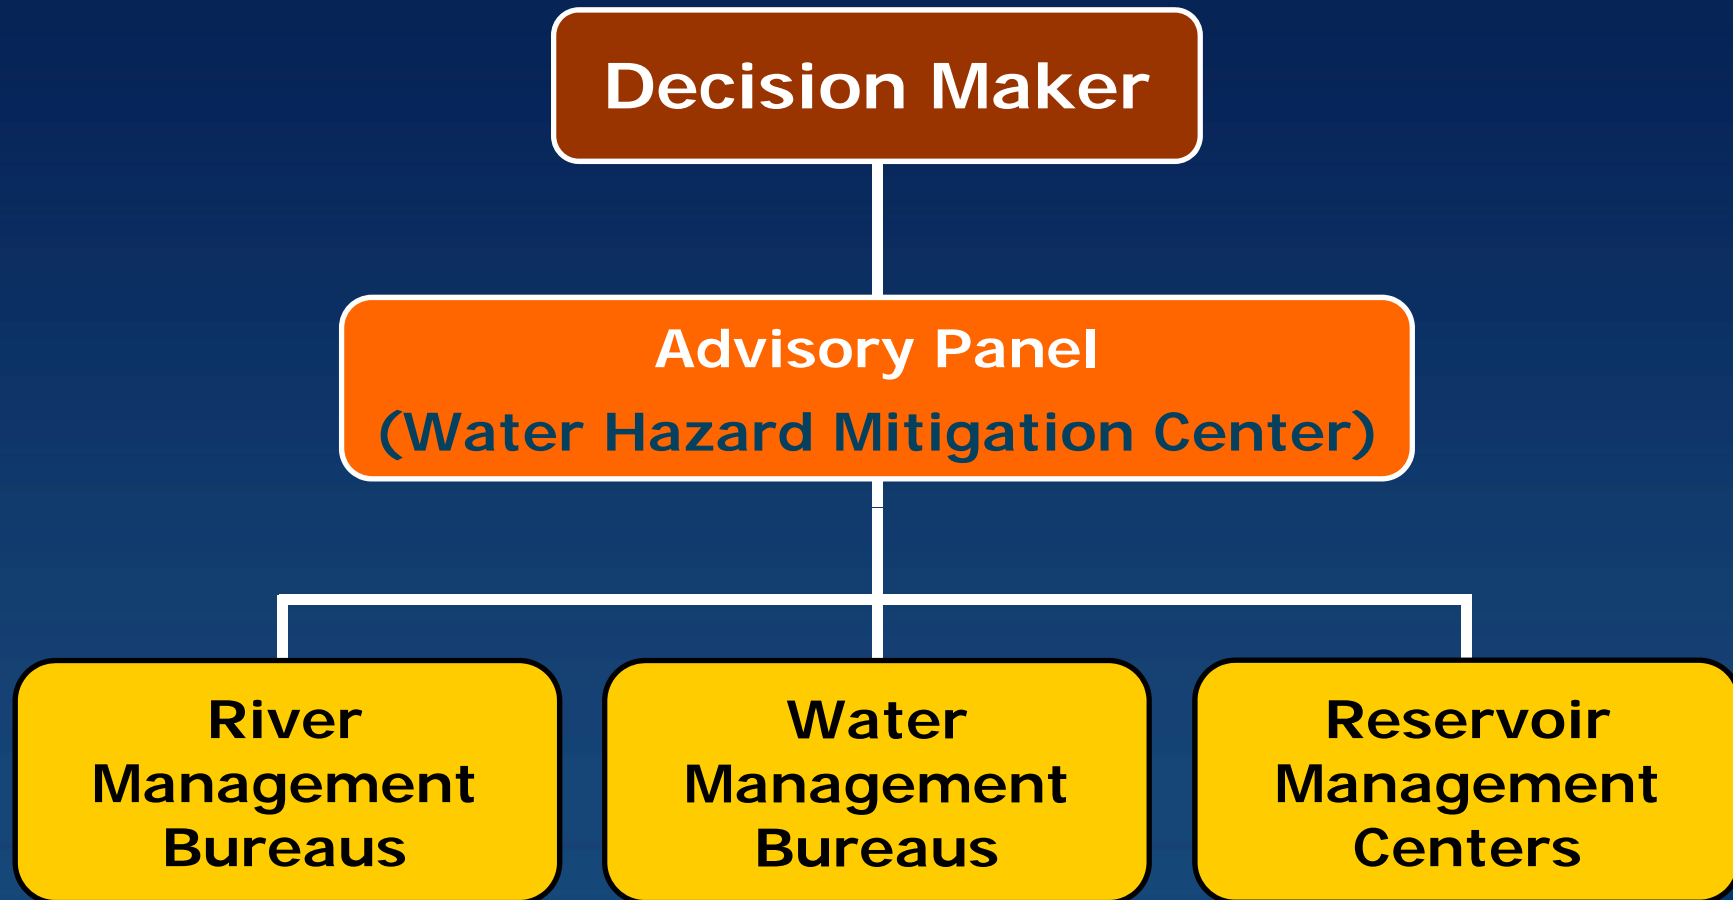 Decision Maker
Advisory Panel
(Water Hazard Mitigation Center)
River
Management
Bureaus
Water
Management
Bureaus
Reservoir
Management
Centers